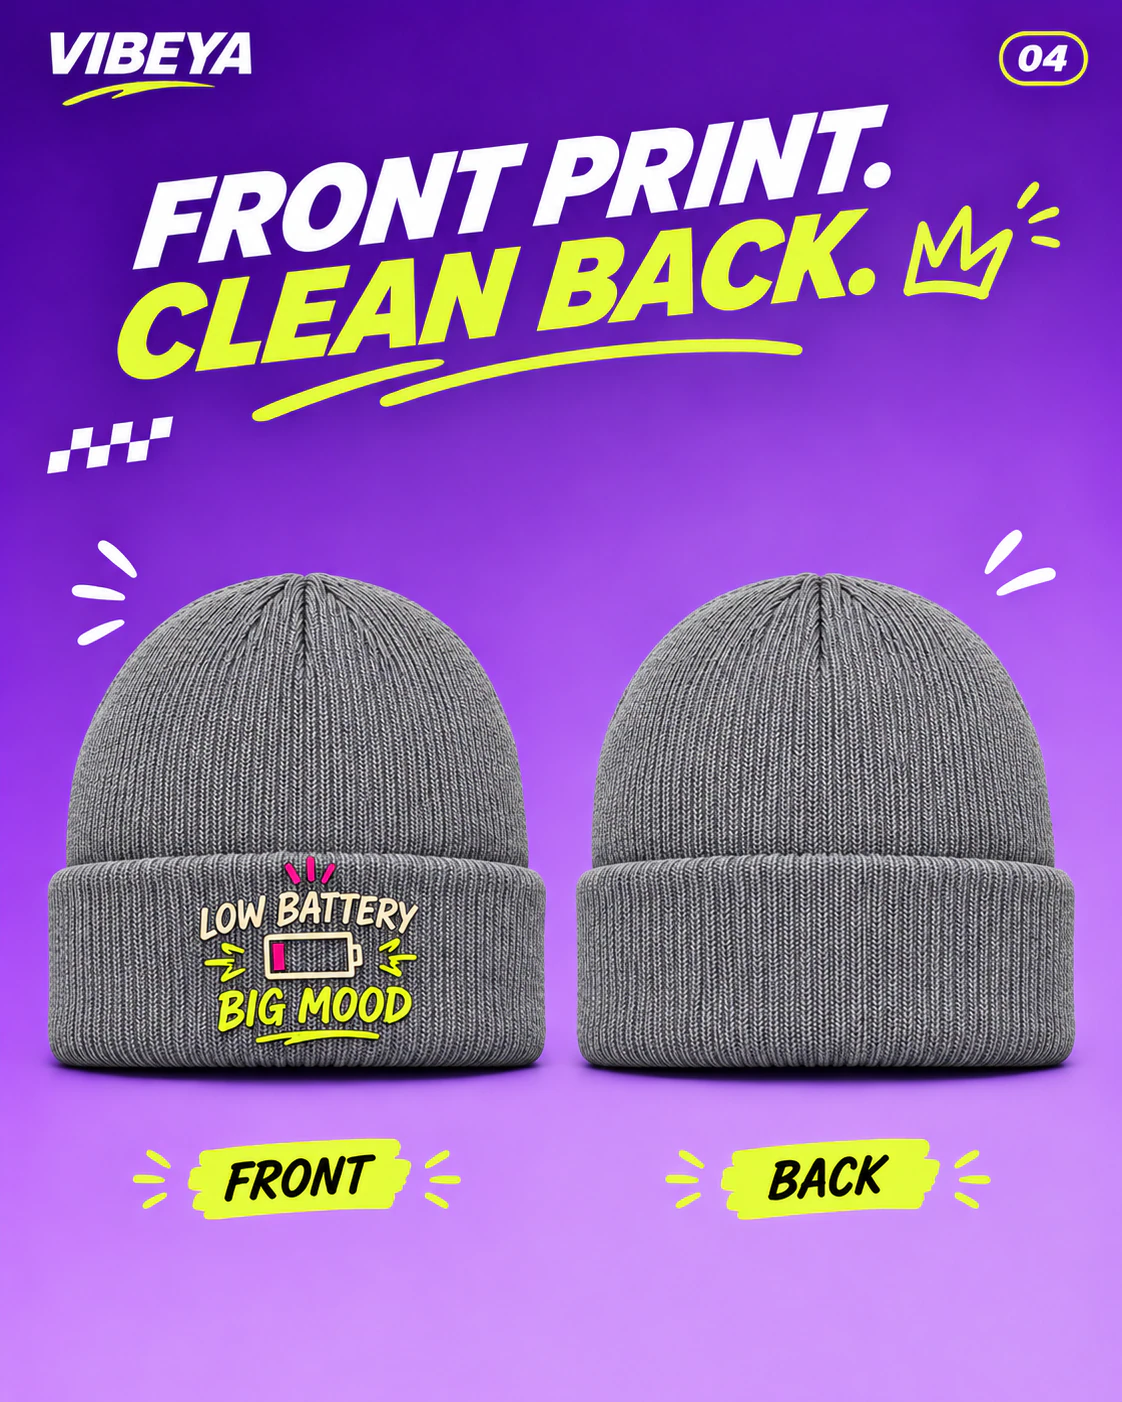 VIBEYA
04
FRONT PRINT.
CLEAN BACK.
LOW BATTERY
BIG MOOD
FRONT
BACK